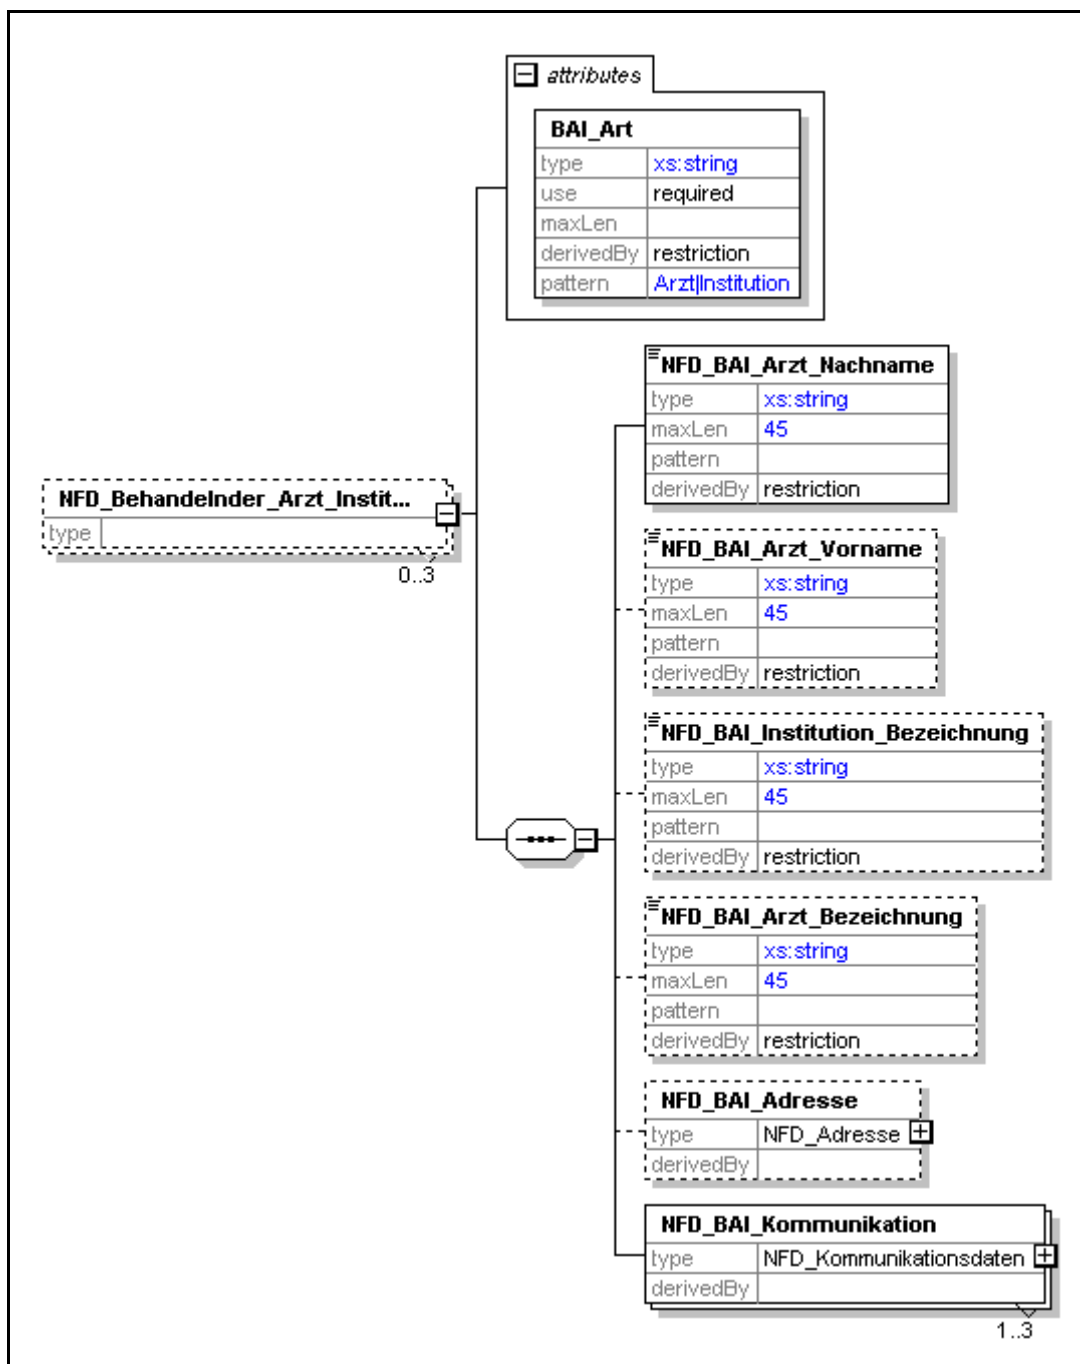 attributes
BAI_Art
type xs:string
use required
maxLen
derivedBy restriction
pattern Arzt|Institution
NFD_BAI_Arzt_Nachname
type xs:string
maxLen 45
pattern
derivedBy restriction
NFD_Behandelnder_Arzt_Instit...
type
0..3
NFD_BAI_Arzt_Vorname
type xs:string
maxLen 45
pattern
derivedBy restriction
NFD_BAI_Institution_Bezeichnung
type xs:string
maxLen 45
pattern
derivedBy restriction
NFD_BAI_Arzt_Bezeichnung
type xs:string
maxLen 45
pattern
derivedBy restriction
NFD_BAI_Adresse
type NFD_Adresse
derivedBy
NFD_BAI_Kommunikation
type NFD_Kommunikationsdaten
derivedBy
1..3